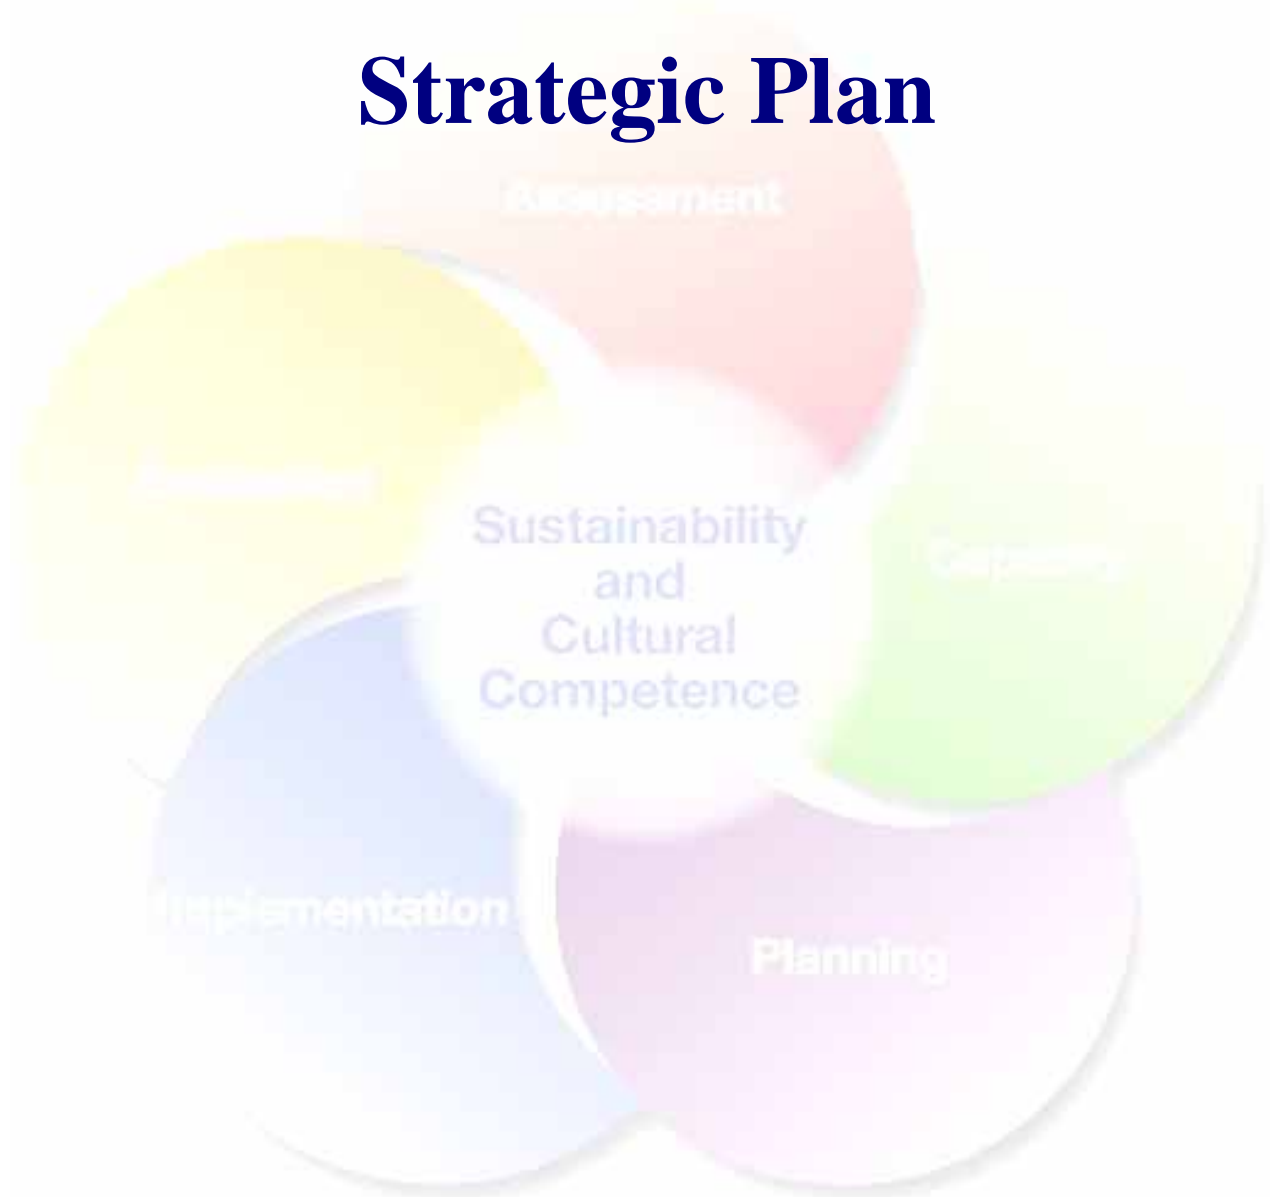 Strategic Plan
Assessment
Sustainability
and
Cultural
Competence
Implementation
Planning